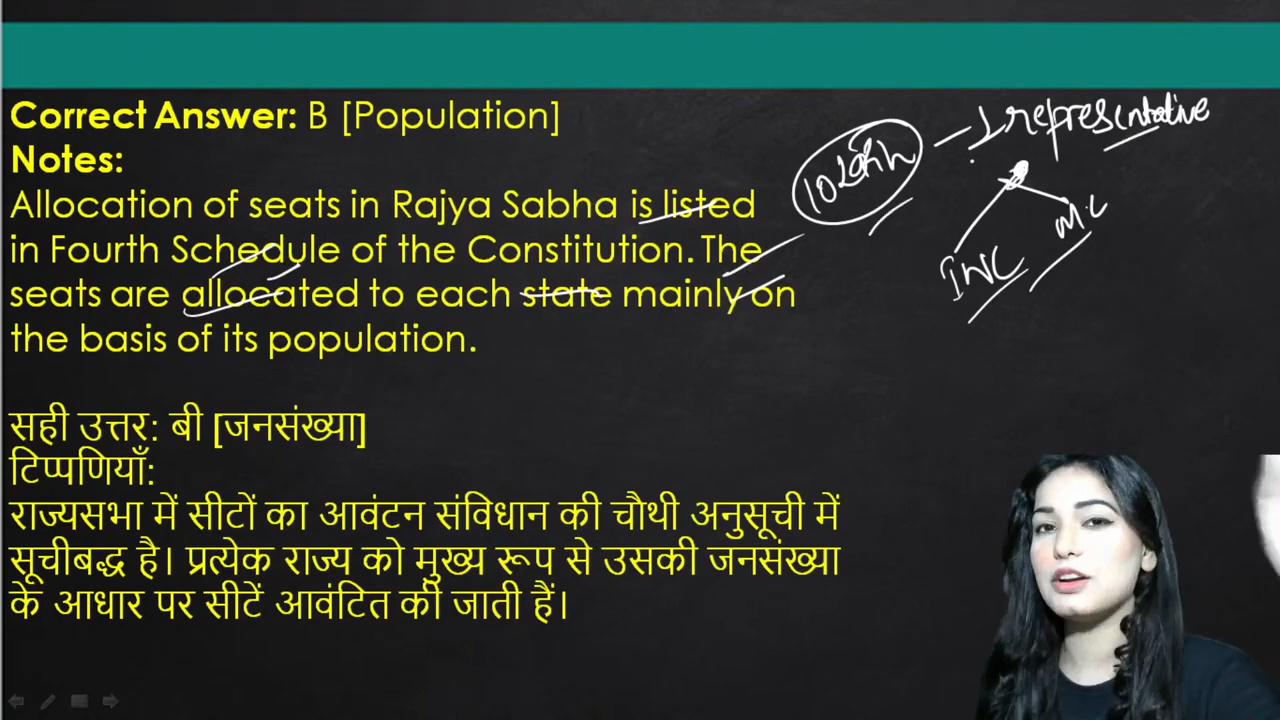 Correct Answer: B [Population]
Notes:
Allocation of seats in Rajya Sabha is listed
in Fourth Schedule of the Constitution. The
seats are allocated to each state mainly on
the basis of its population.
10
1 representative
INC
सही उत्तर: बी [जनसंख्या]
टिप्पणियाँ:
राज्यसभा में सीटों का आवंटन संविधान की चौथी अनुसूची में
सूचीबद्ध है। प्रत्येक राज्य को मुख्य रूप से उसकी जनसंख्या
के आधार पर सीटें आवंटित की जाती हैं।